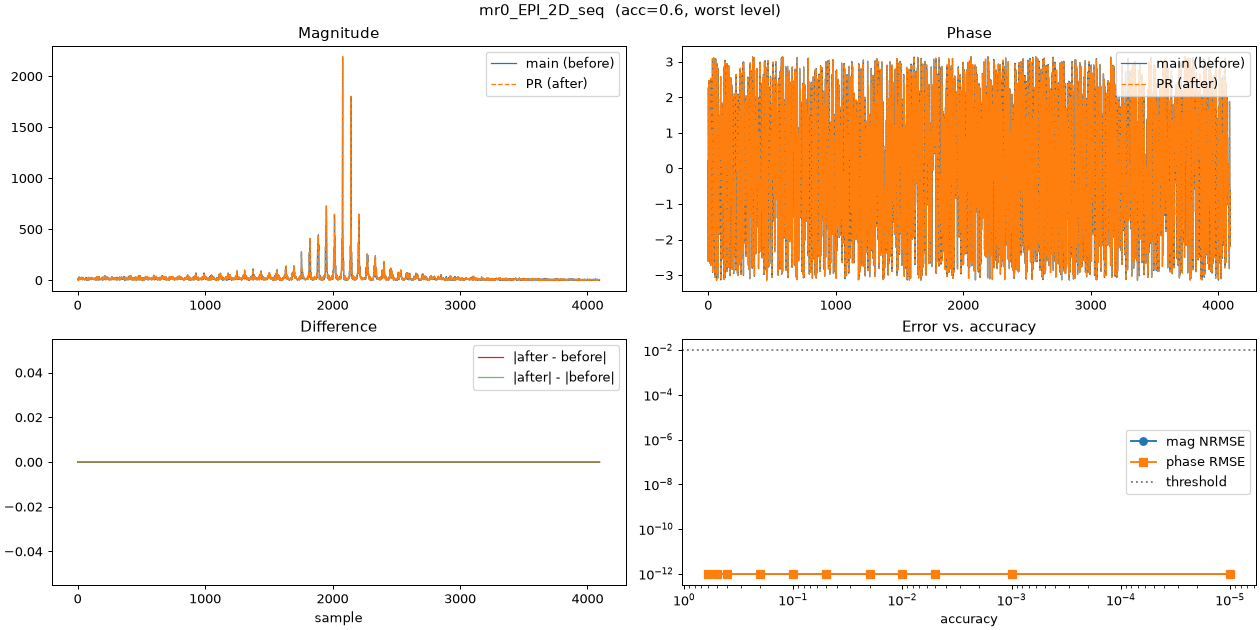 mr0_EPI_2D_seq (acc=0.6, worst level)
Magnitude
2000
1500
1000
500
0
0 1000 2000 3000 4000
main (before)
PR (after)
Phase
3
2
1
0
−1
−2
−3
0 1000 2000 3000 4000
main (before)
PR (after)
Difference
0.04
0.02
0.00
−0.02
−0.04
0 1000 2000 3000 4000
sample
|after - before|
|after| - |before|
Error vs. accuracy
10⁻²
10⁻⁴
10⁻⁶
10⁻⁸
10⁻¹⁰
10⁻¹²
10⁰ 10⁻¹ 10⁻² 10⁻³ 10⁻⁴ 10⁻⁵
accuracy
mag NRMSE
phase RMSE
threshold